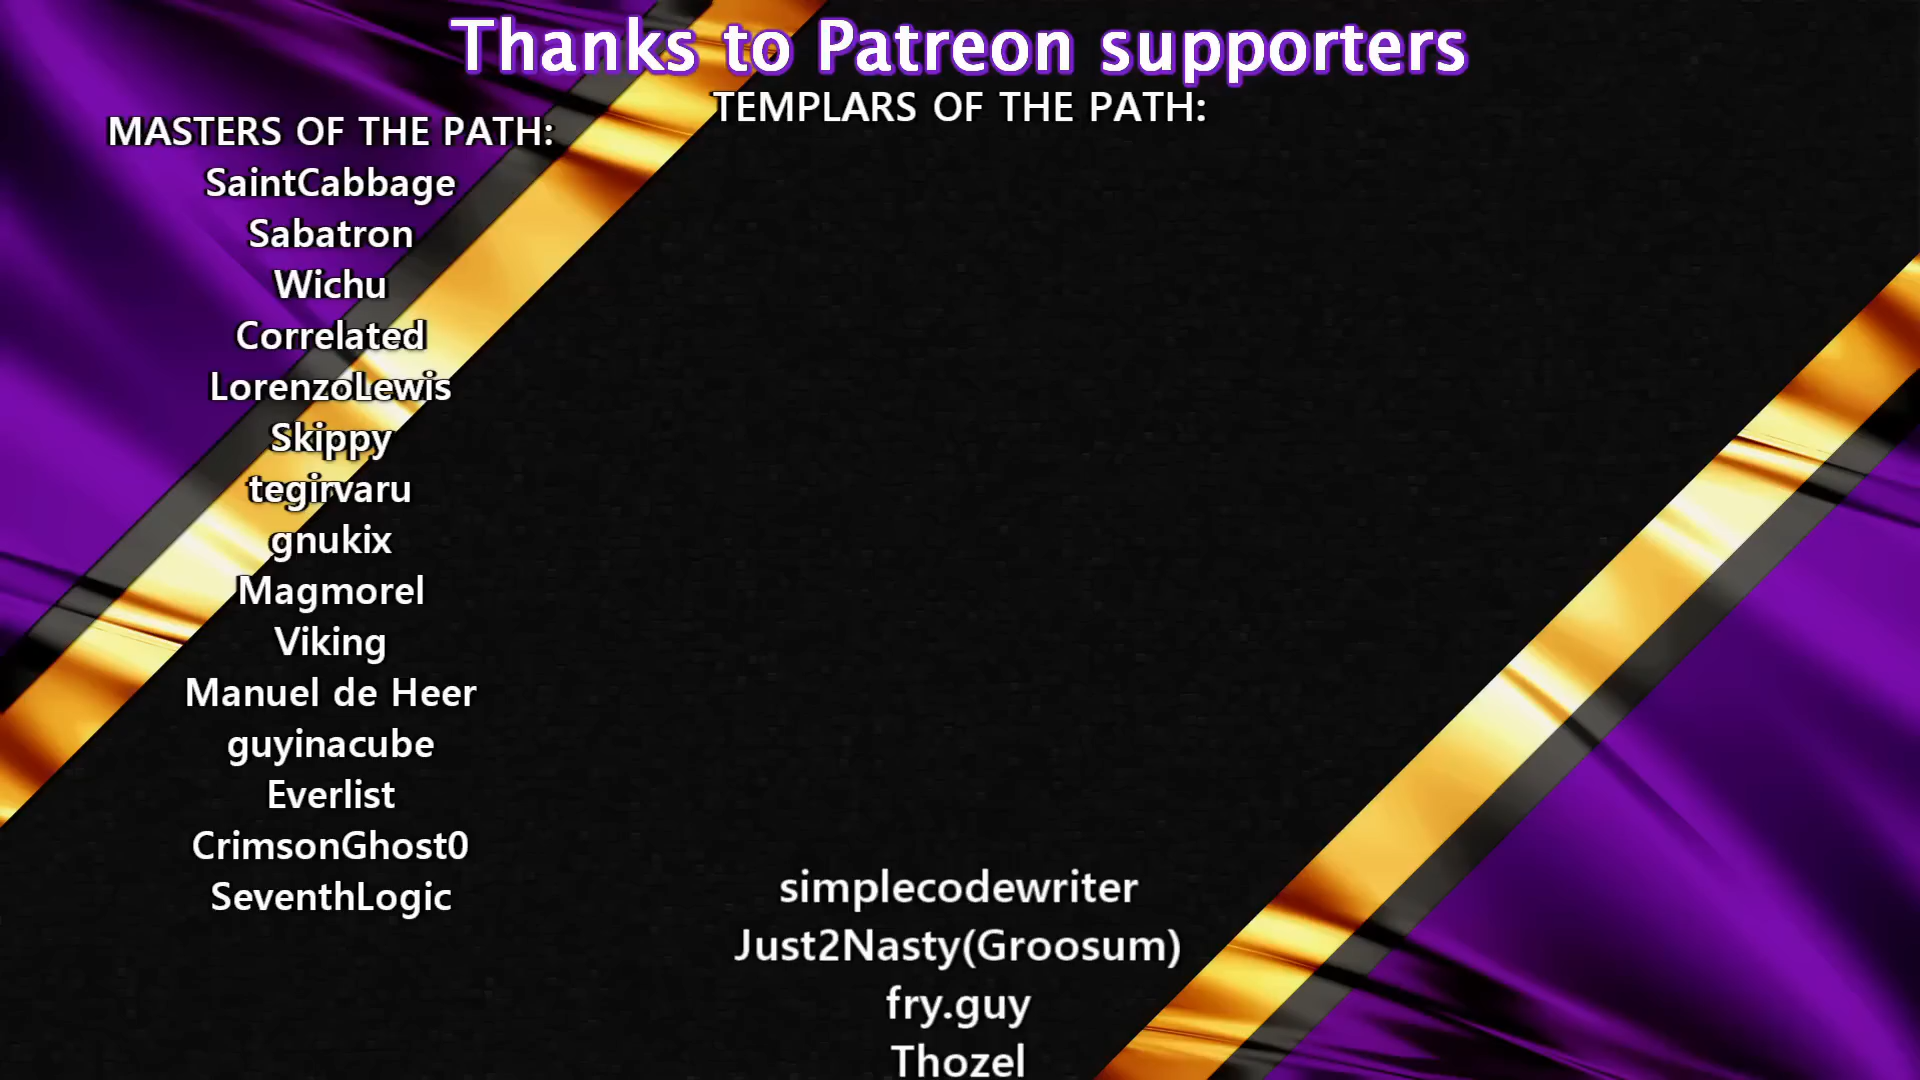 Thanks to Patreon supporters
MASTERS OF THE PATH:
SaintCabbage
Sabatron
Wichu
Correlated
LorenzoLewis
Skippy
tegirvaru
gnukix
Magmorel
Viking
Manuel de Heer
guyinacube
Everlist
CrimsonGhost0
SeventhLogic
TEMPLARS OF THE PATH:
simplecodewriter
Just2Nasty(Groosum)
fry.guy
Thozel